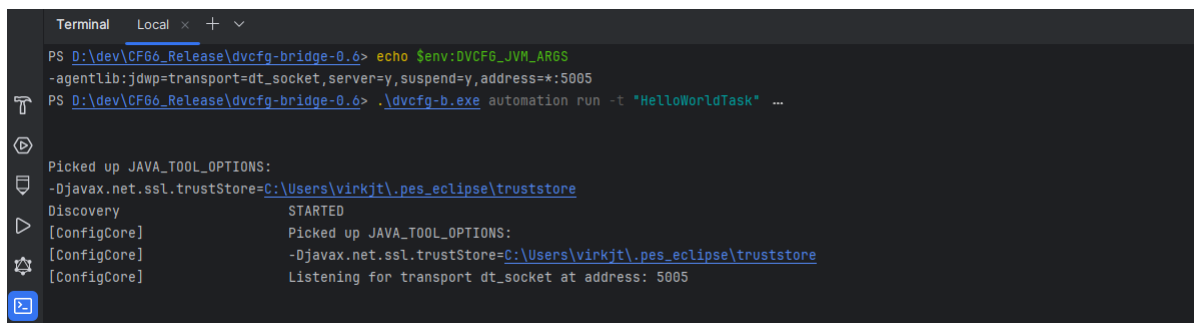 Terminal Local × +
PS D:\dev\CFG6_Release\dvcfg-bridge-0.6> echo $env:DVCFG_JVM_ARGS
-agentlib:jdwp=transport=dt_socket,server=y,suspend=y,address=*:5005
PS D:\dev\CFG6_Release\dvcfg-bridge-0.6> .\dvcfg-b.exe automation run -t "HelloWorldTask" …
Picked up JAVA_TOOL_OPTIONS:
-Djavax.net.ssl.trustStore=C:\Users\virkjt\.pes_eclipse\truststore
Discovery STARTED
[ConfigCore] Picked up JAVA_TOOL_OPTIONS:
[ConfigCore] -Djavax.net.ssl.trustStore=C:\Users\virkjt\.pes_eclipse\truststore
[ConfigCore] Listening for transport dt_socket at address: 5005